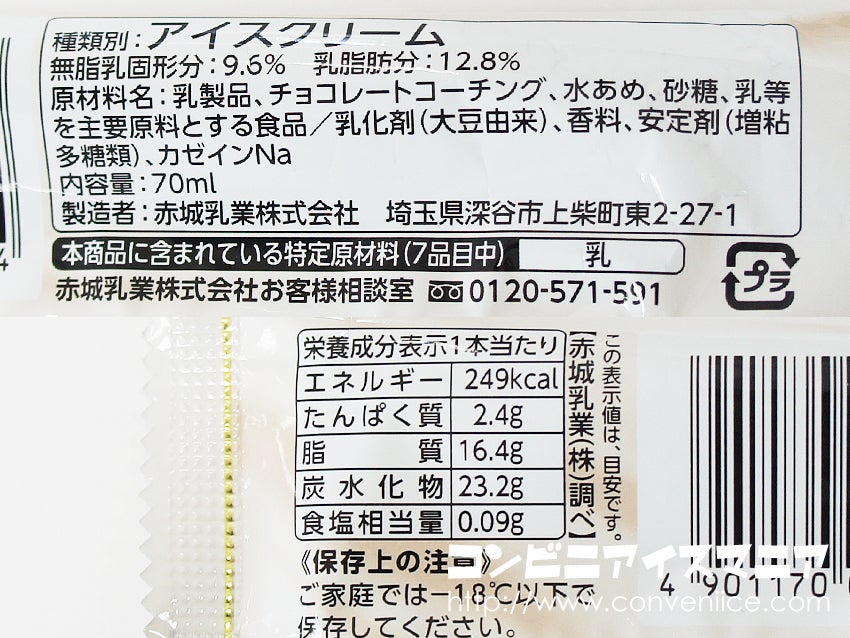 種類別：アイスクリーム
無脂乳固形分：9.6%　乳脂肪分：12.8%
原材料名：乳製品、チョコレートコーチング、水あめ、砂糖、乳等
を主要原料とする食品／乳化剤（大豆由来）、香料、安定剤（増粘
多糖類）、カゼインNa
内容量：70ml
製造者：赤城乳業株式会社　埼玉県深谷市上柴町東2-27-1
本商品に含まれている特定原材料（7品目中）　乳
赤城乳業株式会社お客様相談室 0120-571-591
プラ
4
栄養成分表示1本当たり
エネルギー 249kcal
たんぱく質 2.4g
脂質 16.4g
炭水化物 23.2g
食塩相当量 0.09g
この表示値は、目安です。
【赤城乳業（株）調べ】
《保存上の注意》
ご家庭では－18℃以下で
保存してください。
4 901170
コンビニアイスマニア
http://www.conveniice.com/